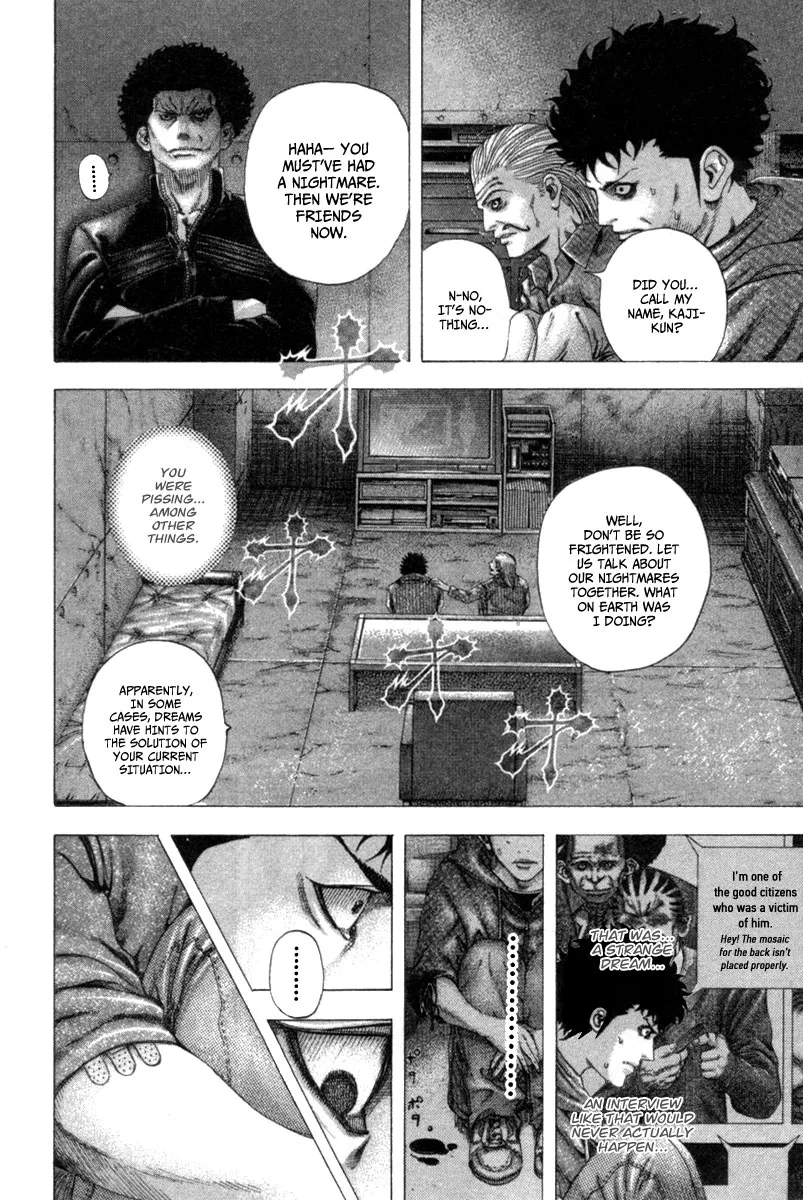 DID YOU...
CALL MY
NAME, KAJI-
KUN?
N-NO,
IT'S NO-
THING...
HAHA— YOU
MUST'VE HAD
A NIGHTMARE.
THEN WE'RE
FRIENDS
NOW.
......
WELL,
DON'T BE SO
FRIGHTENED. LET
US TALK ABOUT
OUR NIGHTMARES
TOGETHER. WHAT
ON EARTH WAS
I DOING?
YOU
WERE
PISSING...
AMONG
OTHER
THINGS.
APPARENTLY,
IN SOME
CASES, DREAMS
HAVE HINTS TO
THE SOLUTION OF
YOUR CURRENT
SITUATION...
I'm one of
the good citizens
who was a victim
of him.
Hey! The mosaic
for the back isn't
placed properly.
THAT WAS...
A STRANGE
DREAM...
AN INTERVIEW
LIKE THAT WOULD
NEVER ACTUALLY
HAPPEN...
..................
ポタ
ポタ
.......